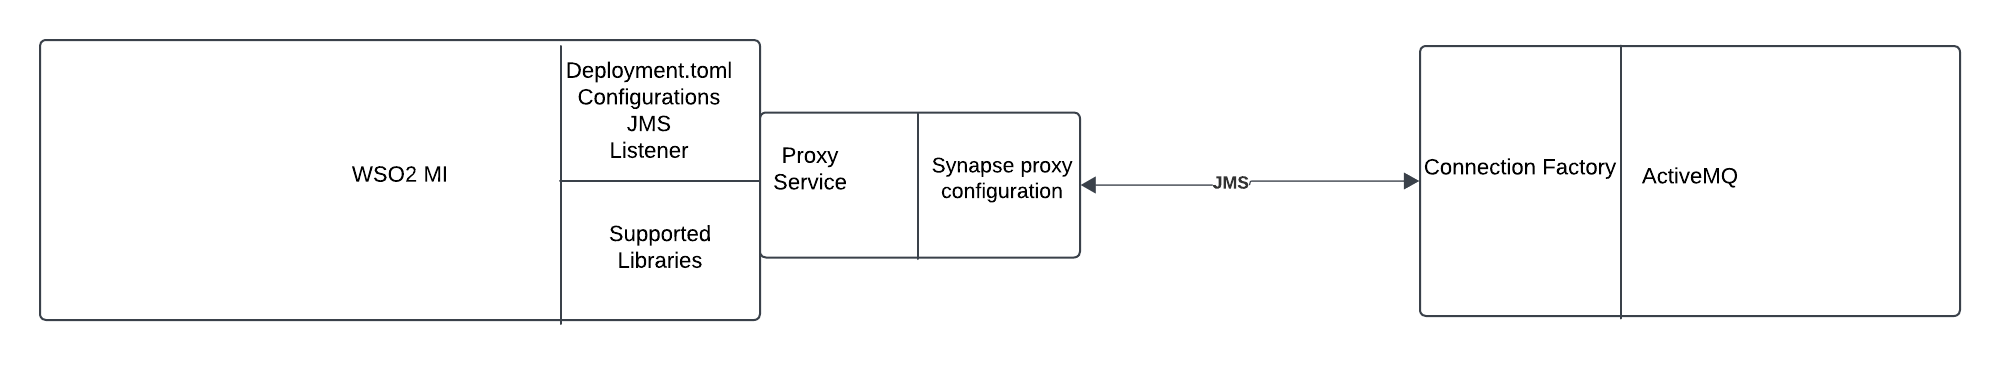 WSO2 MI
Deployment.toml
Configurations
JMS
Listener
Supported
Libraries
Proxy
Service
Synapse proxy
configuration
JMS
Connection Factory
ActiveMQ